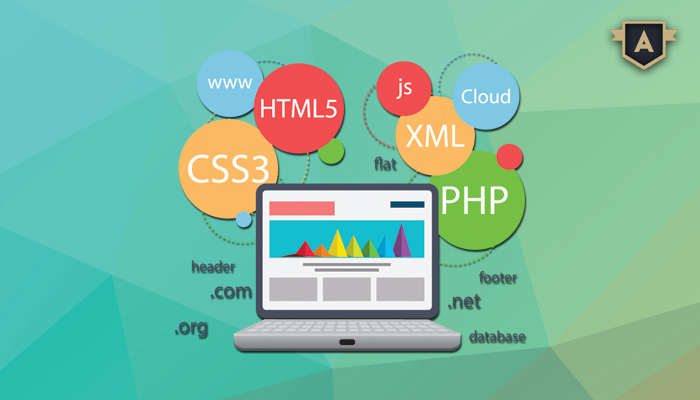 A
www
HTML5
js
Cloud
XML
CSS3
flat
PHP
header
footer
.com
.net
.org
database